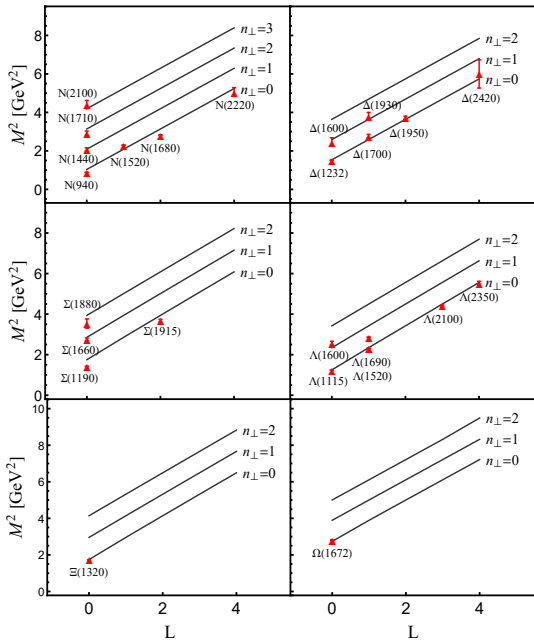 8
6
4
2
0
M² [GeV²]
N(2100)
N(1710)
N(1440)
N(940)
N(1520)
N(1680)
N(2220)
n⊥=3
n⊥=2
n⊥=1
n⊥=0
Δ(1600)
Δ(1232)
Δ(1930)
Δ(1700)
Δ(1950)
Δ(2420)
n⊥=2
n⊥=1
n⊥=0
8
6
4
2
0
M² [GeV²]
Σ(1880)
Σ(1660)
Σ(1190)
Σ(1915)
n⊥=2
n⊥=1
n⊥=0
Λ(1600)
Λ(1115)
Λ(1690)
Λ(1520)
Λ(2100)
Λ(2350)
n⊥=2
n⊥=1
n⊥=0
10
8
6
4
2
0
M² [GeV²]
Ξ(1320)
n⊥=2
n⊥=1
n⊥=0
Ω(1672)
n⊥=2
n⊥=1
n⊥=0
0 2 4
0 2 4
L
L